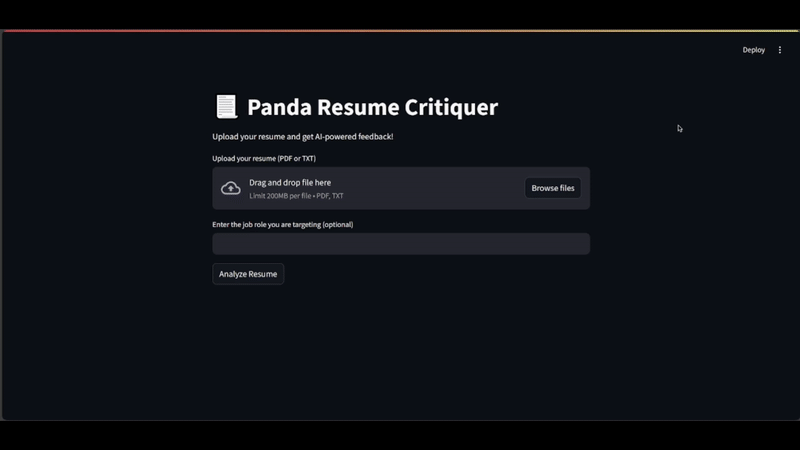 Deploy
Panda Resume Critiquer
Upload your resume and get AI-powered feedback!
Upload your resume (PDF or TXT)
Drag and drop file here
Limit 200MB per file • PDF, TXT
Browse files
Enter the job role you are targeting (optional)
Analyze Resume